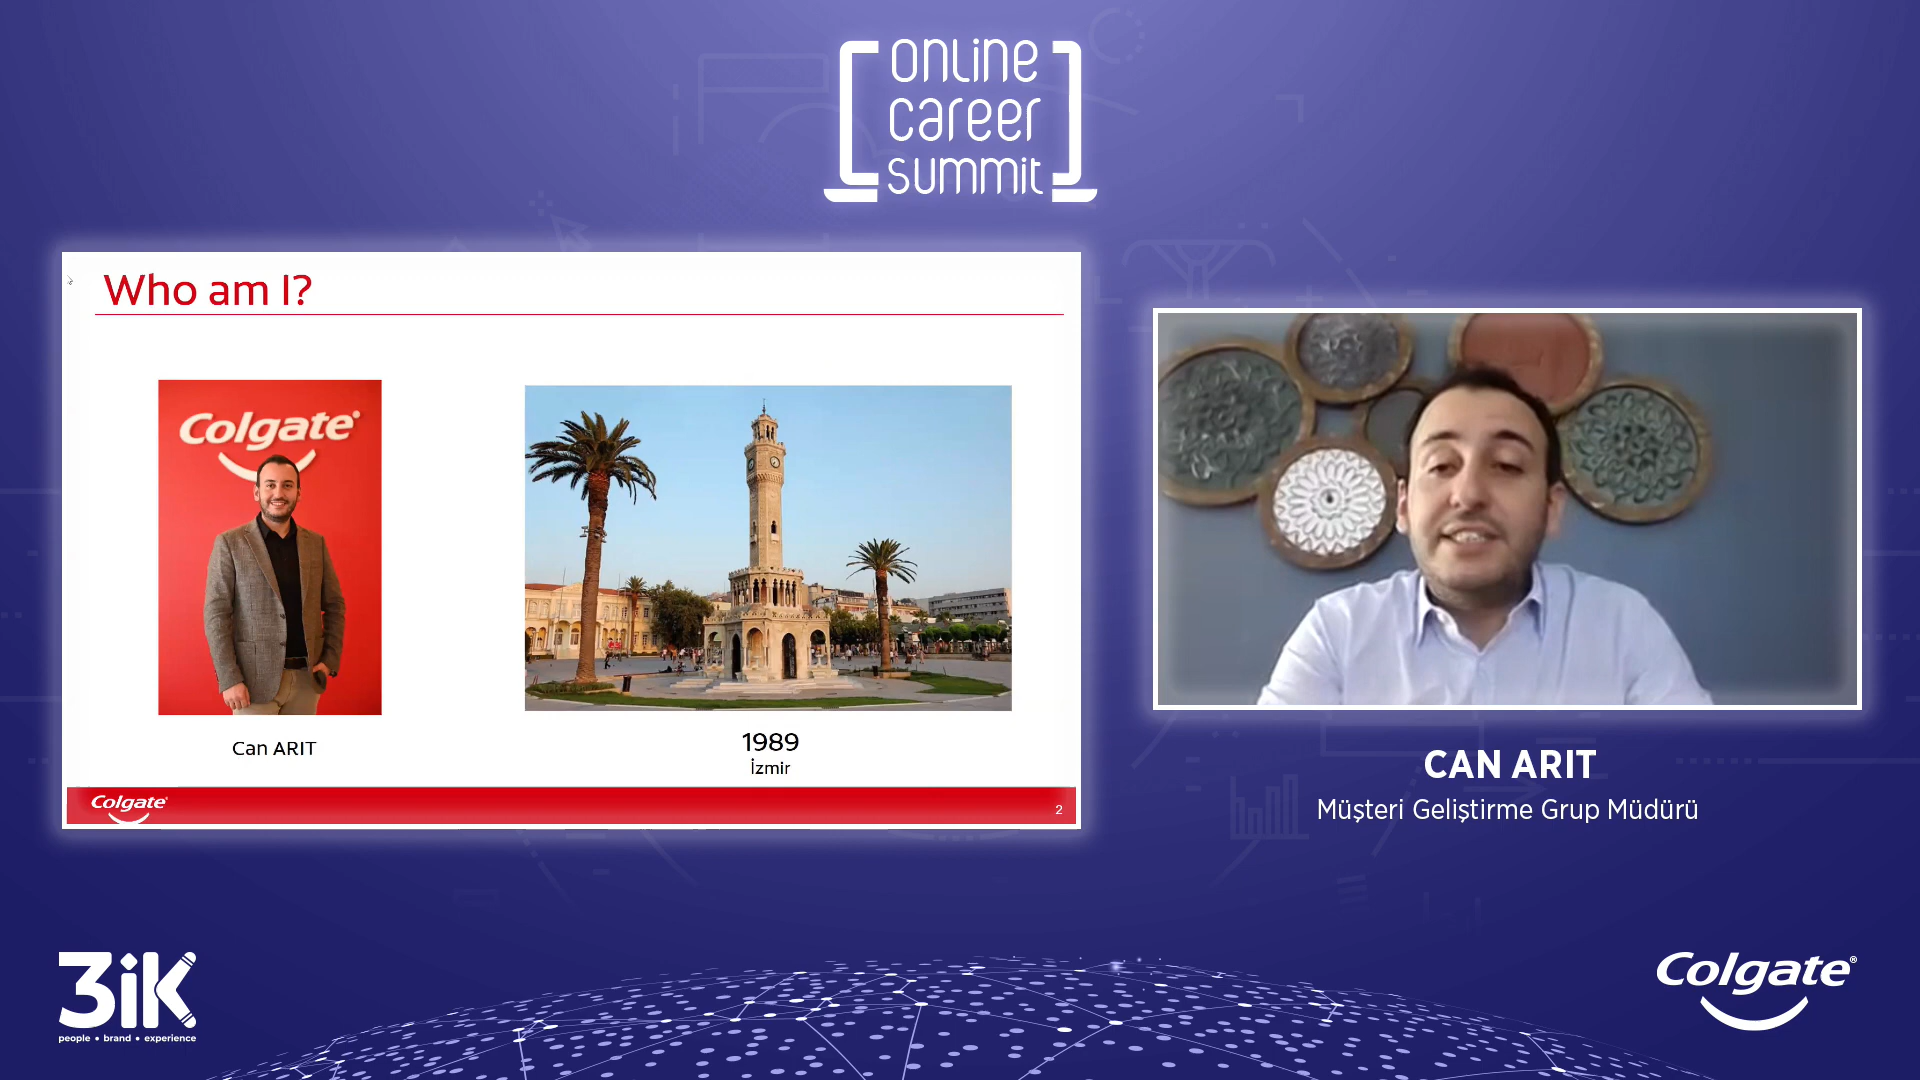 online
career
summit
Who am I?
Colgate®
Can ARIT
1989
İzmir
Colgate®
2
CAN ARIT
Müşteri Geliştirme Grup Müdürü
3iK
people • brand • experience
Colgate®